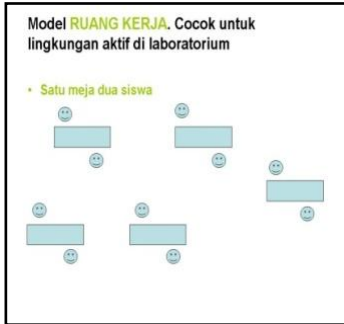 Model RUANG KERJA. Cocok untuk
lingkungan aktif di laboratorium
• Satu meja dua siswa